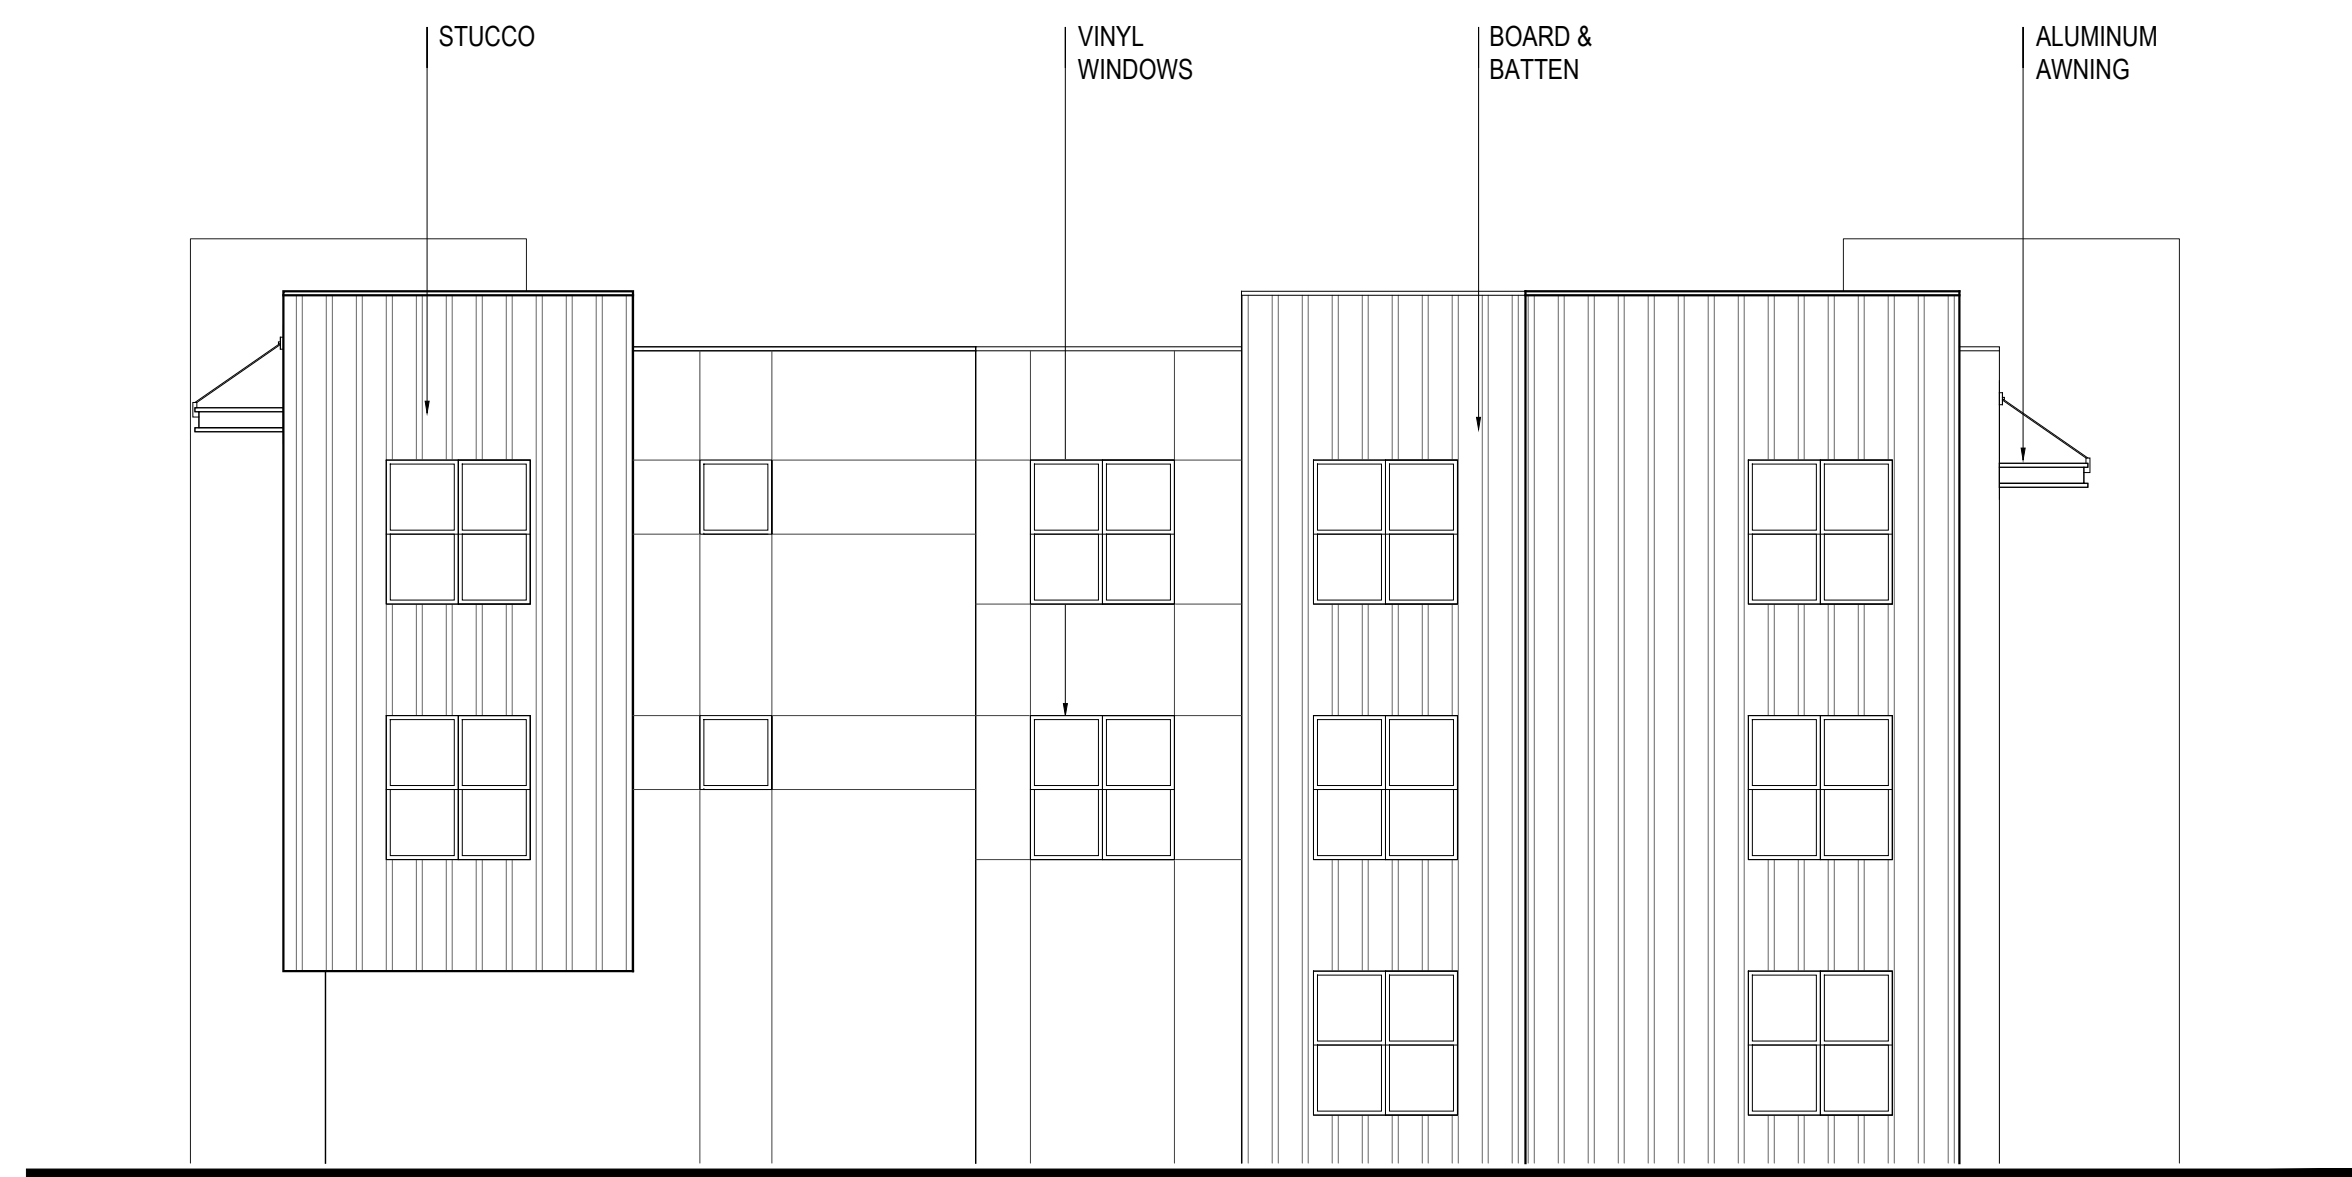 STUCCO
VINYL
WINDOWS
BOARD &
BATTEN
ALUMINUM
AWNING